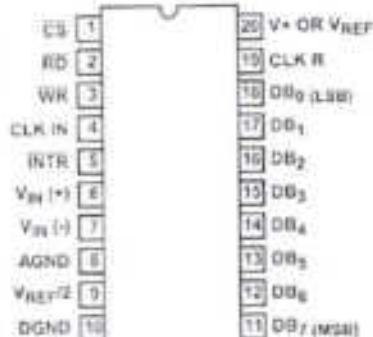 CS 1 20 V+ OR VREF
RD 2 19 CLK R
WR 3 18 DB0 (LSB)
CLK IN 4 17 DB1
INTR 5 16 DB2
VIN (+) 6 15 DB3
VIN (-) 7 14 DB4
AGND 8 13 DB5
VREF/2 9 12 DB6
DGND 10 11 DB7 (MSB)